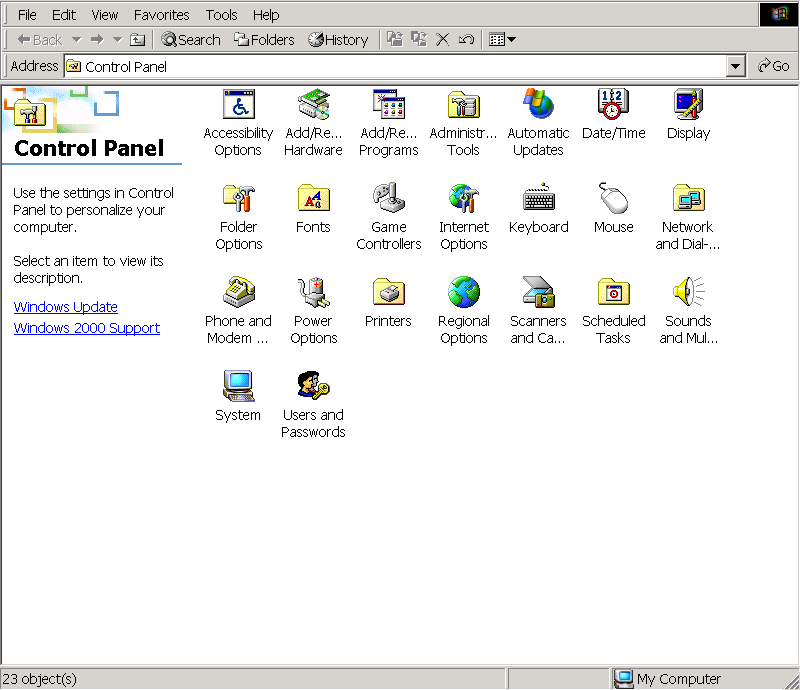 File Edit View Favorites Tools Help
Back Search Folders History
Address Control Panel Go
Control Panel
Use the settings in Control
Panel to personalize your
computer.
Select an item to view its
description.
Windows Update
Windows 2000 Support
Accessibility
Options
Add/Re...
Hardware
Add/Re...
Programs
Administr...
Tools
Automatic
Updates
Date/Time
Display
Folder
Options
Fonts
Game
Controllers
Internet
Options
Keyboard
Mouse
Network
and Dial-...
Phone and
Modem ...
Power
Options
Printers
Regional
Options
Scanners
and Ca...
Scheduled
Tasks
Sounds
and Mul...
System
Users and
Passwords
23 object(s) My Computer